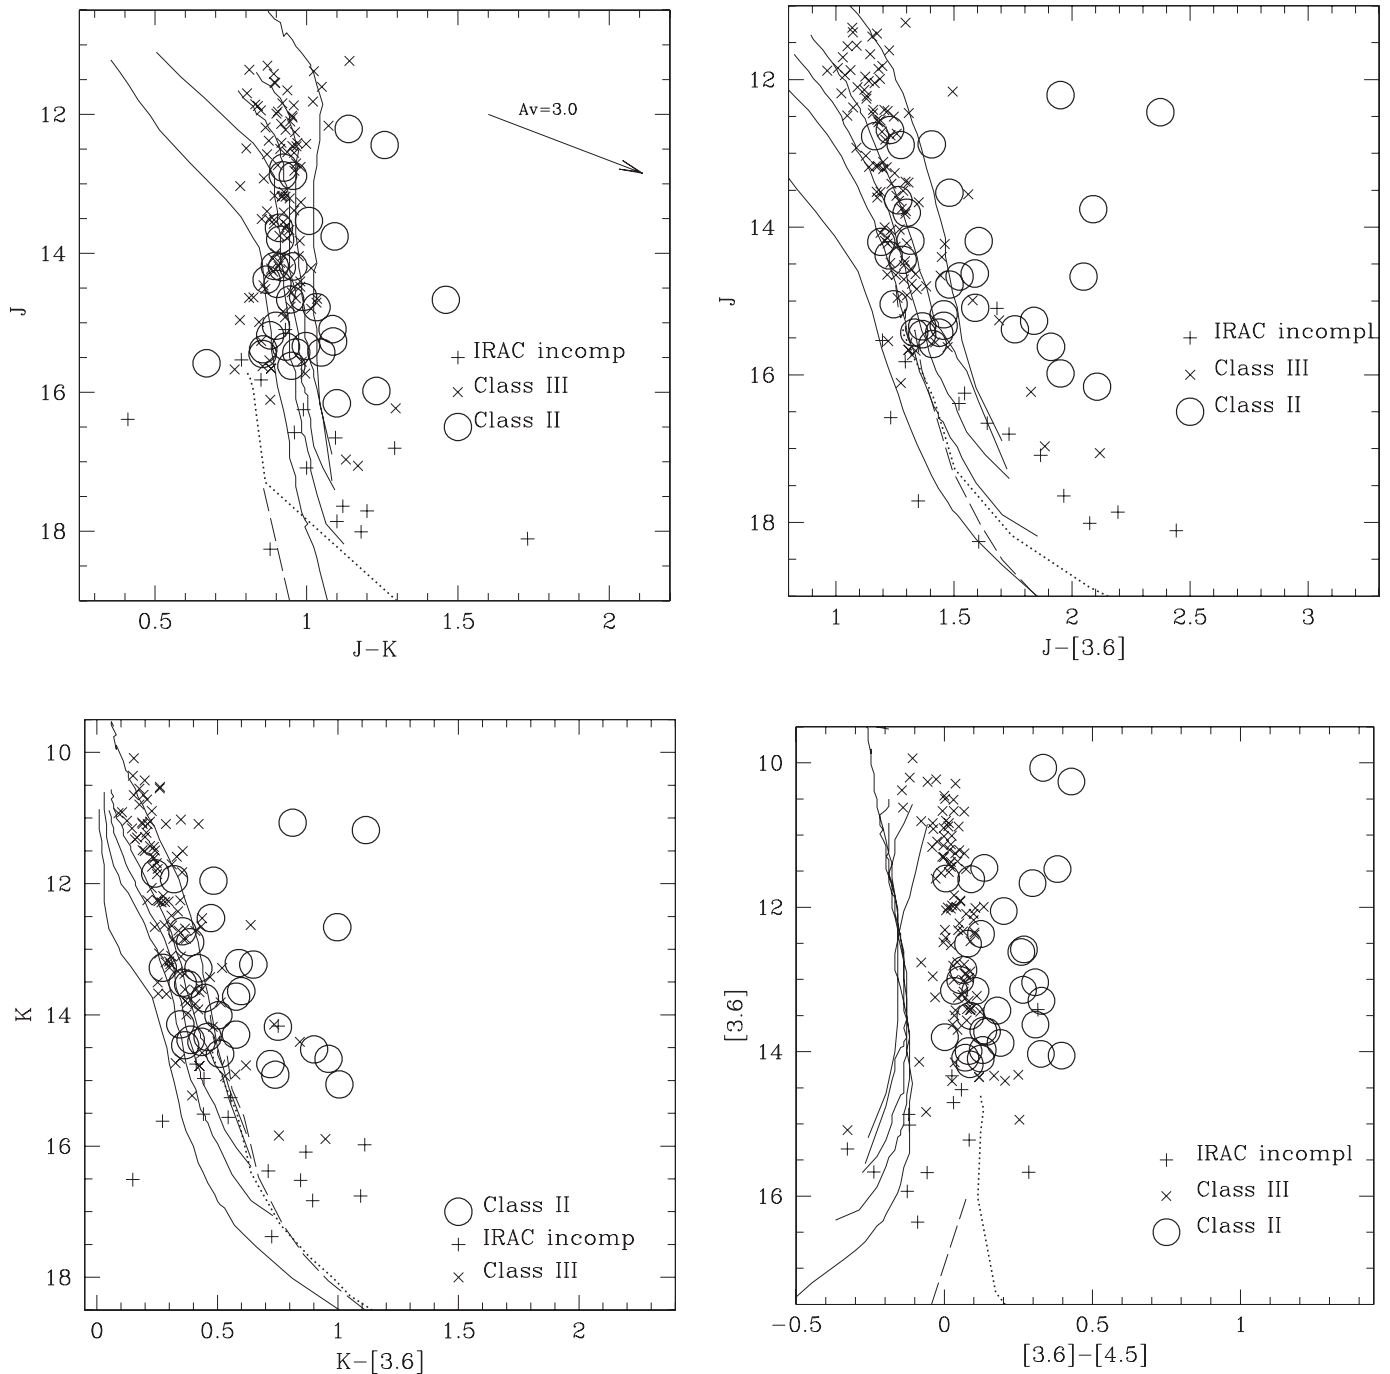 12
14
16
18
J
0.5
1
1.5
2
J−K
Av=3.0
IRAC incomp
Class III
Class II
12
14
16
18
J
1
1.5
2
2.5
3
J−[3.6]
IRAC incompl
Class III
Class II
10
12
14
16
18
K
0
0.5
1
1.5
2
K−[3.6]
Class II
IRAC incomp
Class III
10
12
14
16
[3.6]
−0.5
0
0.5
1
[3.6]−[4.5]
IRAC incompl
Class III
Class II